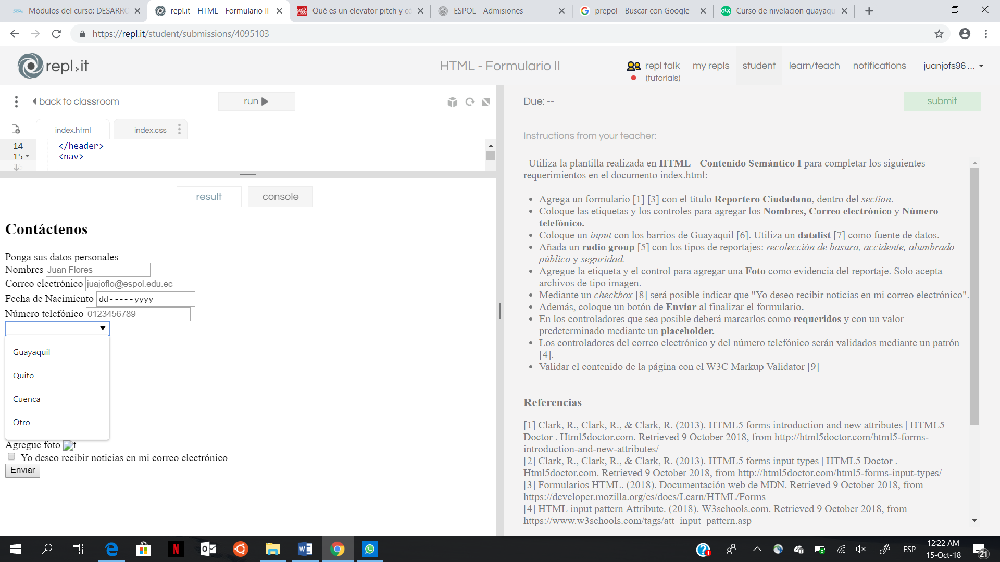 Módulos del curso: DESARRO
repl.it - HTML - Formulario II
Qué es un elevator pitch y có
ESPOL - Admisiones
prepol - Buscar con Google
Curso de nivelacion guayaqu
https://repl.it/student/submissions/4095103
repl.it
HTML - Formulario II
repl talk
(tutorials)
my repls
student
learn/teach
notifications
juanjofs96...
back to classroom
run
index.html
index.css
14 </header>
15 <nav>
result
console
Contáctenos
Ponga sus datos personales
Nombres Juan Flores
Correo electrónico juajoflo@espol.edu.ec
Fecha de Nacimiento dd-----yyyy
Número telefónico 0123456789
Guayaquil
Quito
Cuenca
Otro
Agregue foto f
Yo deseo recibir noticias en mi correo electrónico
Enviar
Due: --
submit
Instructions from your teacher:
Utiliza la plantilla realizada en HTML - Contenido Semántico I para completar los siguientes
requerimientos en el documento index.html:
• Agrega un formulario [1] [3] con el título Reportero Ciudadano, dentro del section.
• Coloque las etiquetas y los controles para agregar los Nombres, Correo electrónico y Número
telefónico.
• Coloque un input con los barrios de Guayaquil [6]. Utiliza un datalist [7] como fuente de datos.
• Añada un radio group [5] con los tipos de reportajes: recolección de basura, accidente, alumbrado
público y seguridad.
• Agregue la etiqueta y el control para agregar una Foto como evidencia del reportaje. Solo acepta
archivos de tipo imagen.
• Mediante un checkbox [8] será posible indicar que "Yo deseo recibir noticias en mi correo electrónico".
• Además, coloque un botón de Enviar al finalizar el formulario.
• En los controladores que sea posible deberá marcarlos como requeridos y con un valor
predeterminado mediante un placeholder.
• Los controladores del correo electrónico y del número telefónico serán validados mediante un patrón
[4].
• Validar el contenido de la página con el W3C Markup Validator [9]
Referencias
[1] Clark, R., Clark, R., & Clark, R. (2013). HTML5 forms introduction and new attributes | HTML5
Doctor . Html5doctor.com. Retrieved 9 October 2018, from http://html5doctor.com/html5-forms-
introduction-and-new-attributes/
[2] Clark, R., Clark, R., & Clark, R. (2013). HTML5 forms input types | HTML5 Doctor .
Html5doctor.com. Retrieved 9 October 2018, from http://html5doctor.com/html5-forms-input-types/
[3] Formularios HTML. (2018). Documentación web de MDN. Retrieved 9 October 2018, from
https://developer.mozilla.org/es/docs/Learn/HTML/Forms
[4] HTML input pattern Attribute. (2018). W3schools.com. Retrieved 9 October 2018, from
https://www.w3schools.com/tags/att_input_pattern.asp
ESP
12:22 AM
15-Oct-18
21